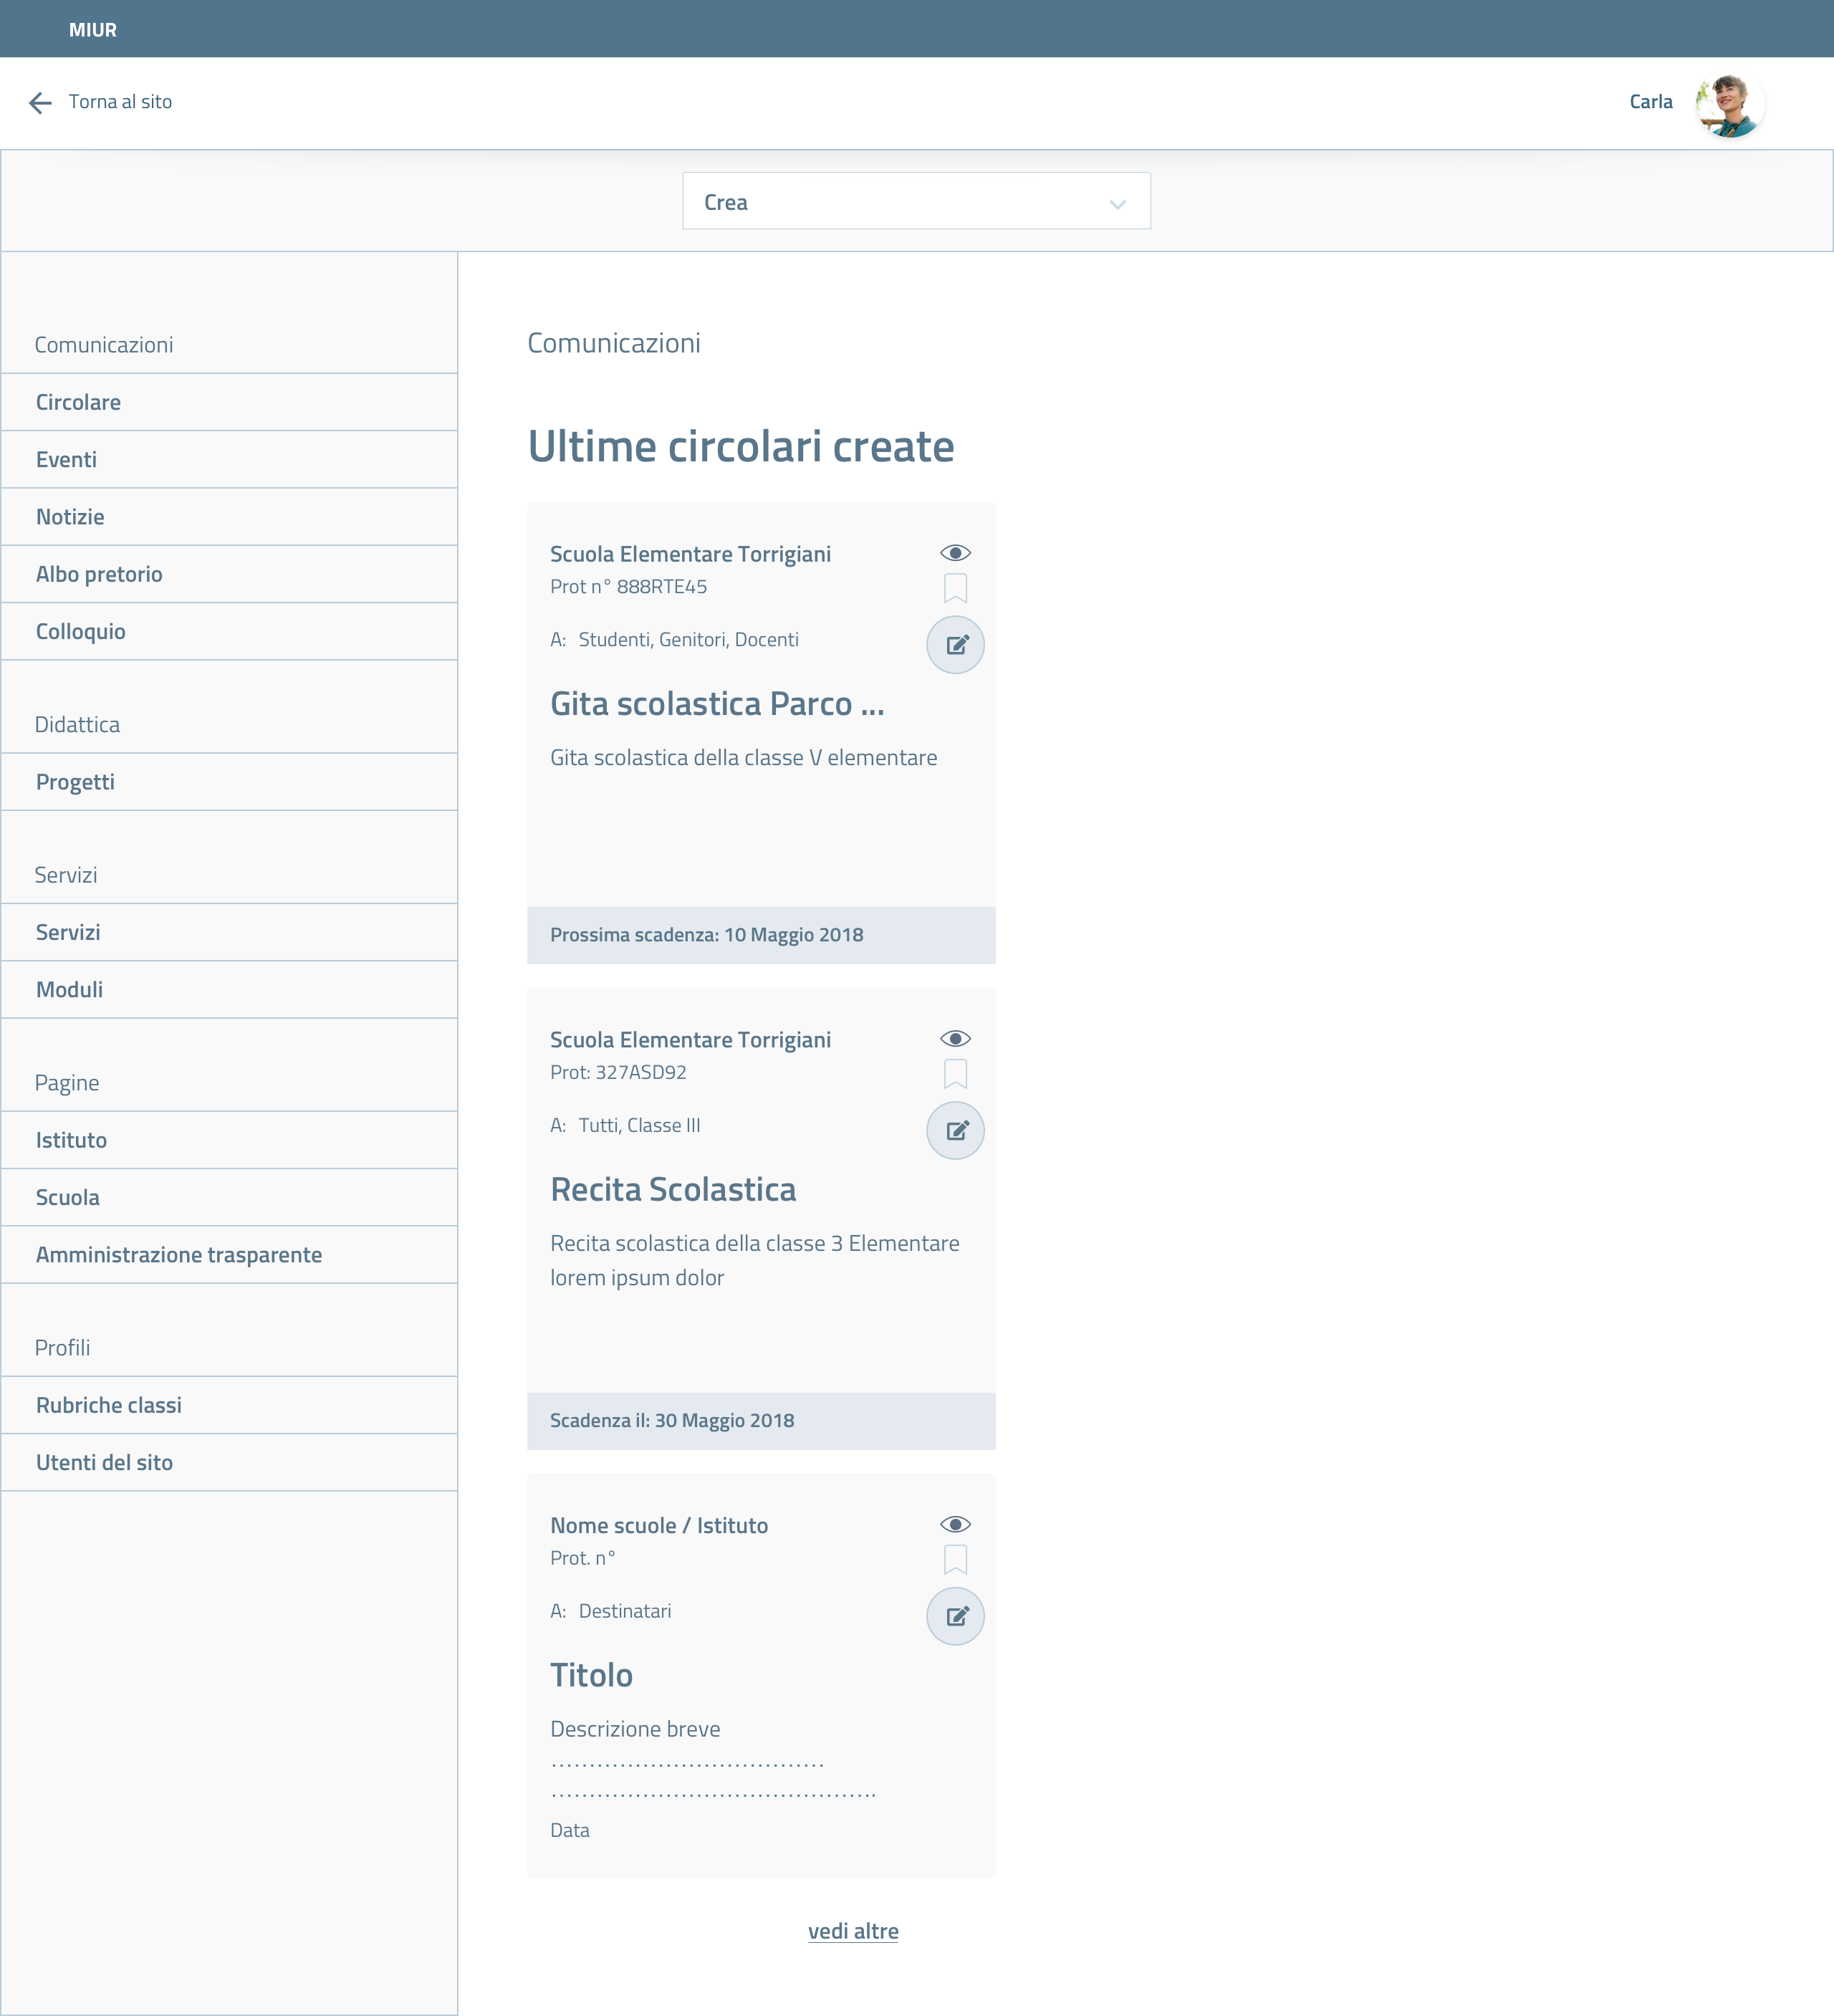 MIUR
Torna al sito
Carla
Crea
Comunicazioni
Circolare
Eventi
Notizie
Albo pretorio
Colloquio
Didattica
Progetti
Servizi
Servizi
Moduli
Pagine
Istituto
Scuola
Amministrazione trasparente
Profili
Rubriche classi
Utenti del sito
Comunicazioni
Ultime circolari create
Scuola Elementare Torrigiani
Prot n° 888RTE45
A: Studenti, Genitori, Docenti
Gita scolastica Parco ...
Gita scolastica della classe V elementare
Prossima scadenza: 10 Maggio 2018
Scuola Elementare Torrigiani
Prot: 327ASD92
A: Tutti, Classe III
Recita Scolastica
Recita scolastica della classe 3 Elementare
lorem ipsum dolor
Scadenza il: 30 Maggio 2018
Nome scuole / Istituto
Prot. n°
A: Destinatari
Titolo
Descrizione breve
....................................
...........................................
Data
vedi altre